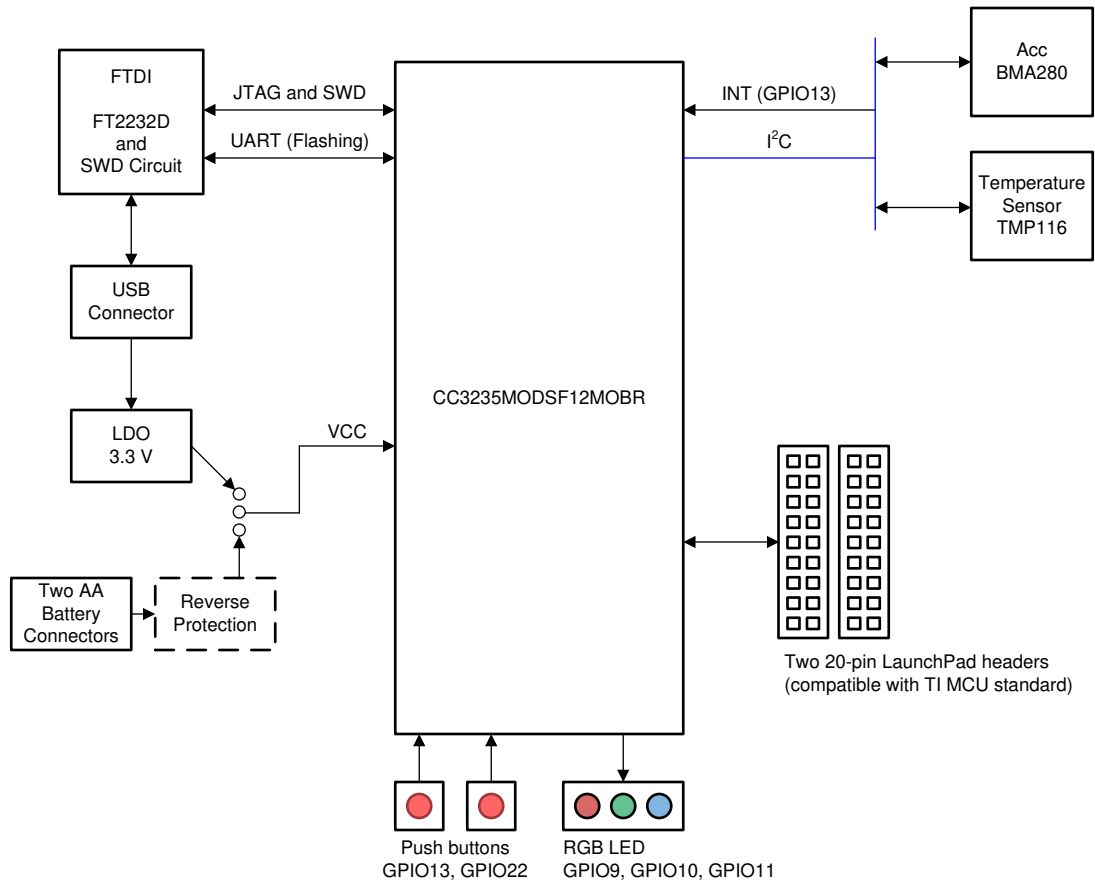 FTDI
FT2232D
and
SWD Circuit
JTAG and SWD
UART (Flashing)
USB
Connector
LDO
3.3 V
VCC
Two AA
Battery
Connectors
Reverse
Protection
CC3235MODSF12MOBR
INT (GPIO13)
I²C
Acc
BMA280
Temperature
Sensor
TMP116
Two 20-pin LaunchPad headers
(compatible with TI MCU standard)
Push buttons
GPIO13, GPIO22
RGB LED
GPIO9, GPIO10, GPIO11